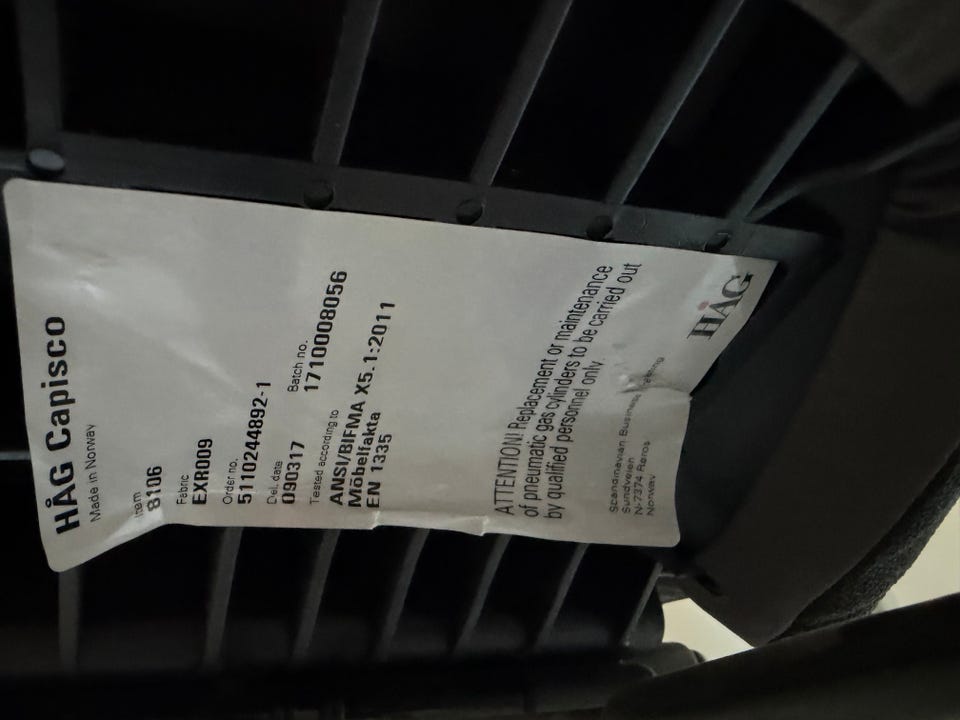 HÅG Capisco
Made in Norway
Item
8106
Fabric
EXR009
Order no.
5110244892-1
Del. date
090317
Batch no.
1710008056
Tested according to
ANSI/BIFMA X5.1:2011
Möbelfakta
EN 1335
ATTENTION! Replacement or maintenance
of pneumatic gas cylinders to be carried out
by qualified personnel only.
Scandinavian Business Seating
Sundveien
N-7374 Røros
Norway
HÅG